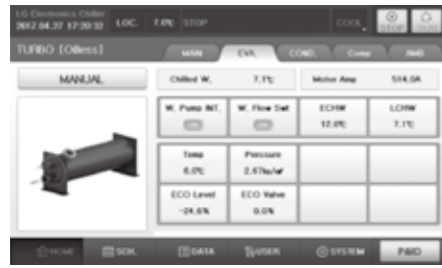 LG Electronics Chiller
2017.04.27 17:20:32 LOC. 7.0℃ STOP COOL STOP
TURBO [Oilless] MAIN EVA. COND. Comp
MANUAL Chilled W. 7.1℃ Motor Amp 514.0A
W. Pump INT. W. Flow Swt ECHW LCHW
12.0℃ 7.1℃
Temp Pressure
6.0℃ 2.67㎏/㎠
ECO Level ECO Valve
-24.6% 0.0%
HOME SCH. DATA USER SYSTEM P&ID